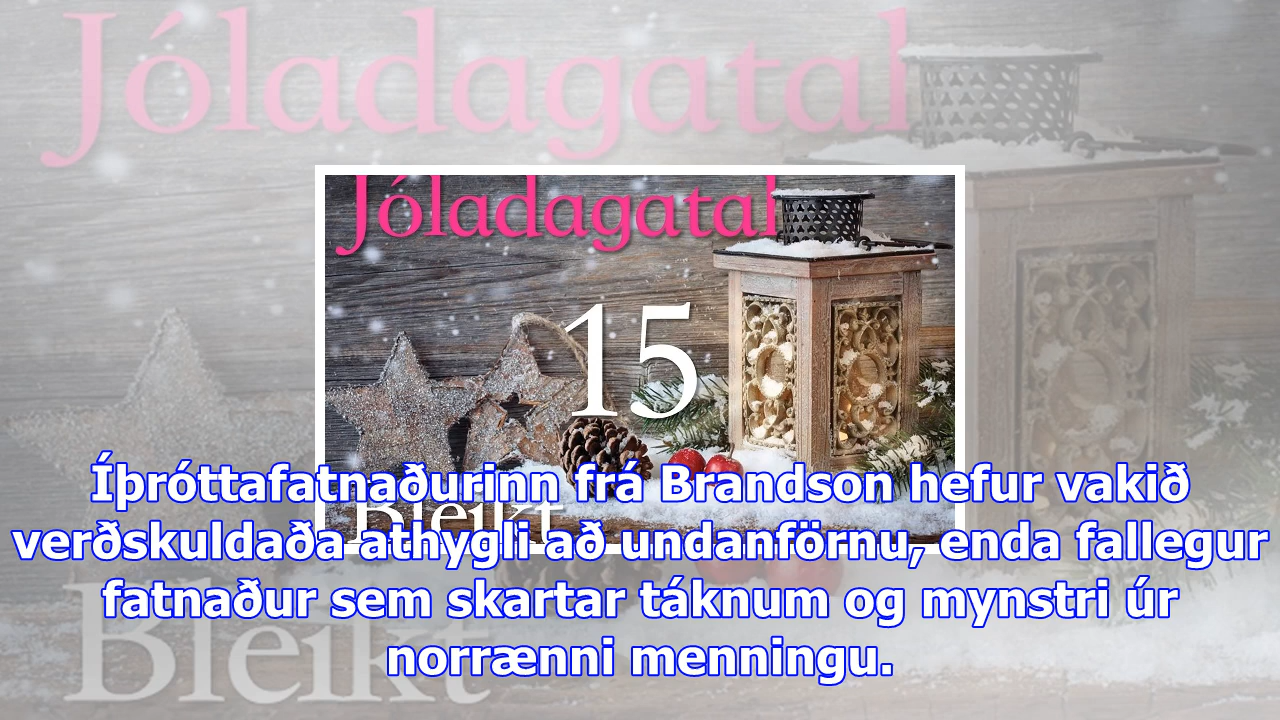 Jóladagatal
Jóladagatal
15
Bleikt
Íþróttafatnaðurinn frá Brandson hefur vakið
verðskuldaða athygli að undanförnu, enda fallegur
fatnaður sem skartar táknum og mynstri úr
norrænni menningu.
Bleikt